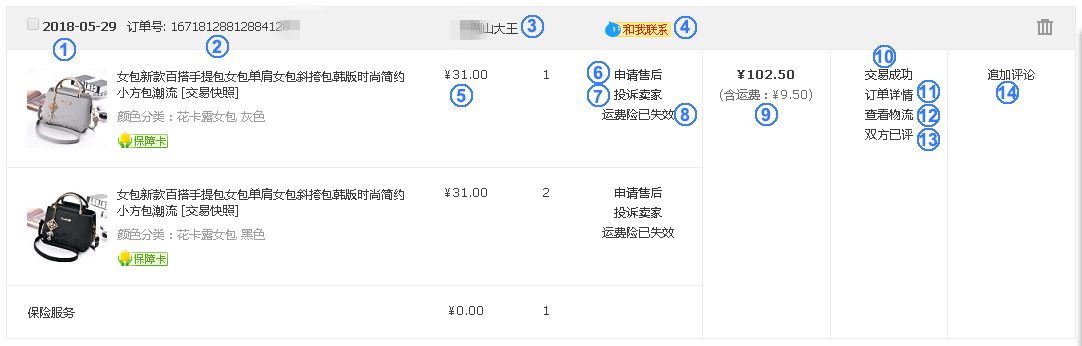 2018-05-29 订单号: 16718128812884128
山大王 3 和我联系 4
1 2
女包新款百搭手提包女包单肩女包斜挎包韩版时尚简约
小方包潮流 [交易快照]
颜色分类：花卡露女包 灰色
保障卡
¥31.00
5
1
6 申请售后
7 投诉卖家
运费险已失效 8
¥102.50
(含运费：¥9.50)
9
10
交易成功
订单详情 11
查看物流 12
双方已评 13
追加评论
14
女包新款百搭手提包女包单肩女包斜挎包韩版时尚简约
小方包潮流 [交易快照]
颜色分类：花卡露女包 黑色
保障卡
¥31.00
2
申请售后
投诉卖家
运费险已失效
保险服务 ¥0.00 1